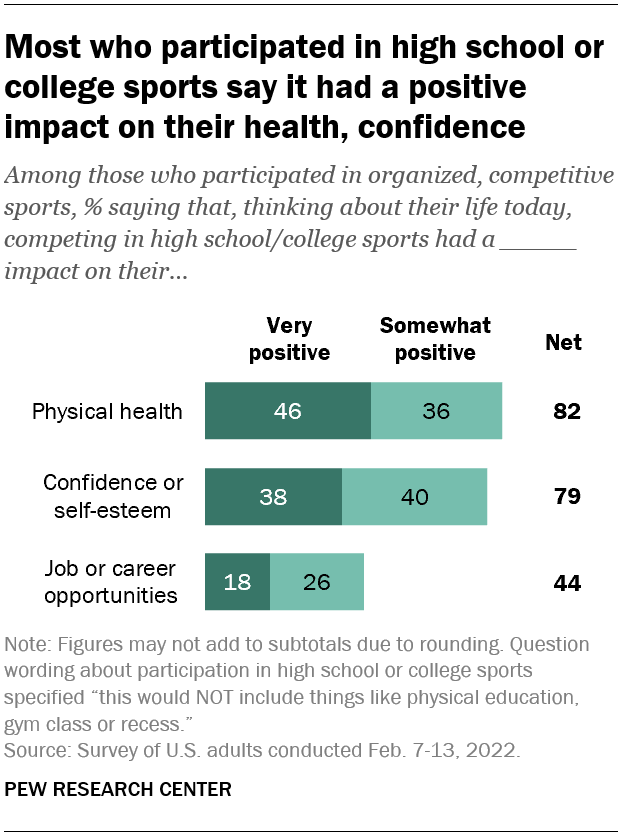 Most who participated in high school or
college sports say it had a positive
impact on their health, confidence
Among those who participated in organized, competitive
sports, % saying that, thinking about their life today,
competing in high school/college sports had a ______
impact on their...
Very positive
Somewhat positive
Net
Physical health
46
36
82
Confidence or
self-esteem
38
40
79
Job or career
opportunities
18
26
44
Note: Figures may not add to subtotals due to rounding. Question
wording about participation in high school or college sports
specified “this would NOT include things like physical education,
gym class or recess.”
Source: Survey of U.S. adults conducted Feb. 7-13, 2022.
PEW RESEARCH CENTER